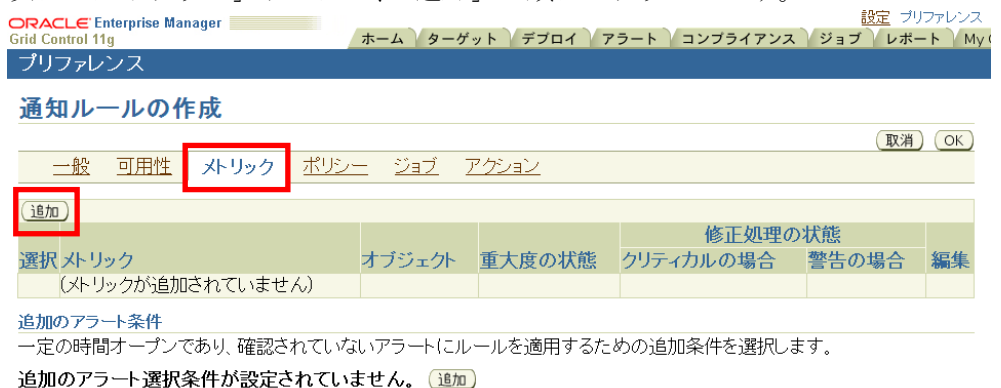 ORACLE Enterprise Manager
Grid Control 11g
設定 プリファレンス
ホーム ターゲット デプロイ アラート コンプライアンス ジョブ レポート My
プリファレンス
通知ルールの作成
取消 OK
一般 可用性 メトリック ポリシー ジョブ アクション
追加
修正処理の状態
選択 メトリック オブジェクト 重大度の状態 クリティカルの場合 警告の場合 編集
(メトリックが追加されていません)
追加のアラート条件
一定の時間オープンであり、確認されていないアラートにルールを適用するための追加条件を選択します。
追加のアラート選択条件が設定されていません。 追加